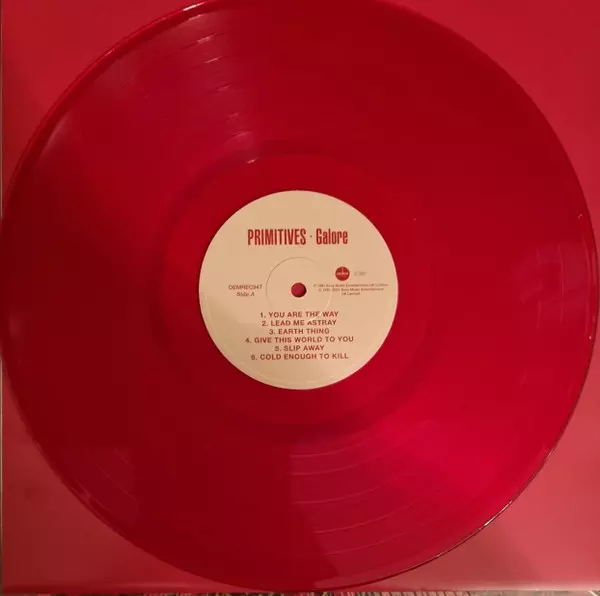 PRIMITIVES · Galore
DEMREC947
Side A
1. YOU ARE THE WAY
2. LEAD ME ASTRAY
3. EARTH THING
4. GIVE THIS WORLD TO YOU
5. SLIP AWAY
6. COLD ENOUGH TO KILL